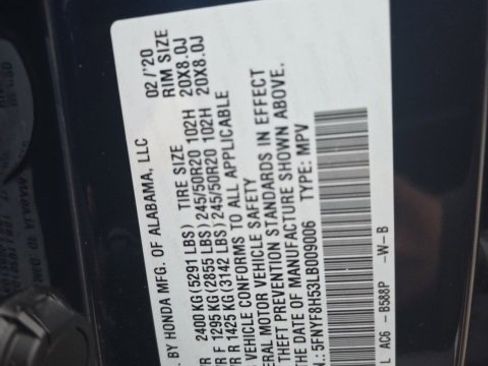 . BY HONDA MFG. OF ALABAMA, LLC 02 /'20
TIRE SIZE RIM SIZE
R 2400 KG (5291 LBS)
R F 1295 KG (2855 LBS) 245/50R20 102H 20X8.0J
R R 1425 KG (3142 LBS) 245/50R20 102H 20X8.0J
VEHICLE CONFORMS TO ALL APPLICABLE
ERAL MOTOR VEHICLE SAFETY
THEFT PREVENTION STANDARDS IN EFFECT
THE DATE OF MANUFACTURE SHOWN ABOVE.
N.: 5FNYF8H53LB009006 TYPE: MPV
L AC6 - B588P -W-B